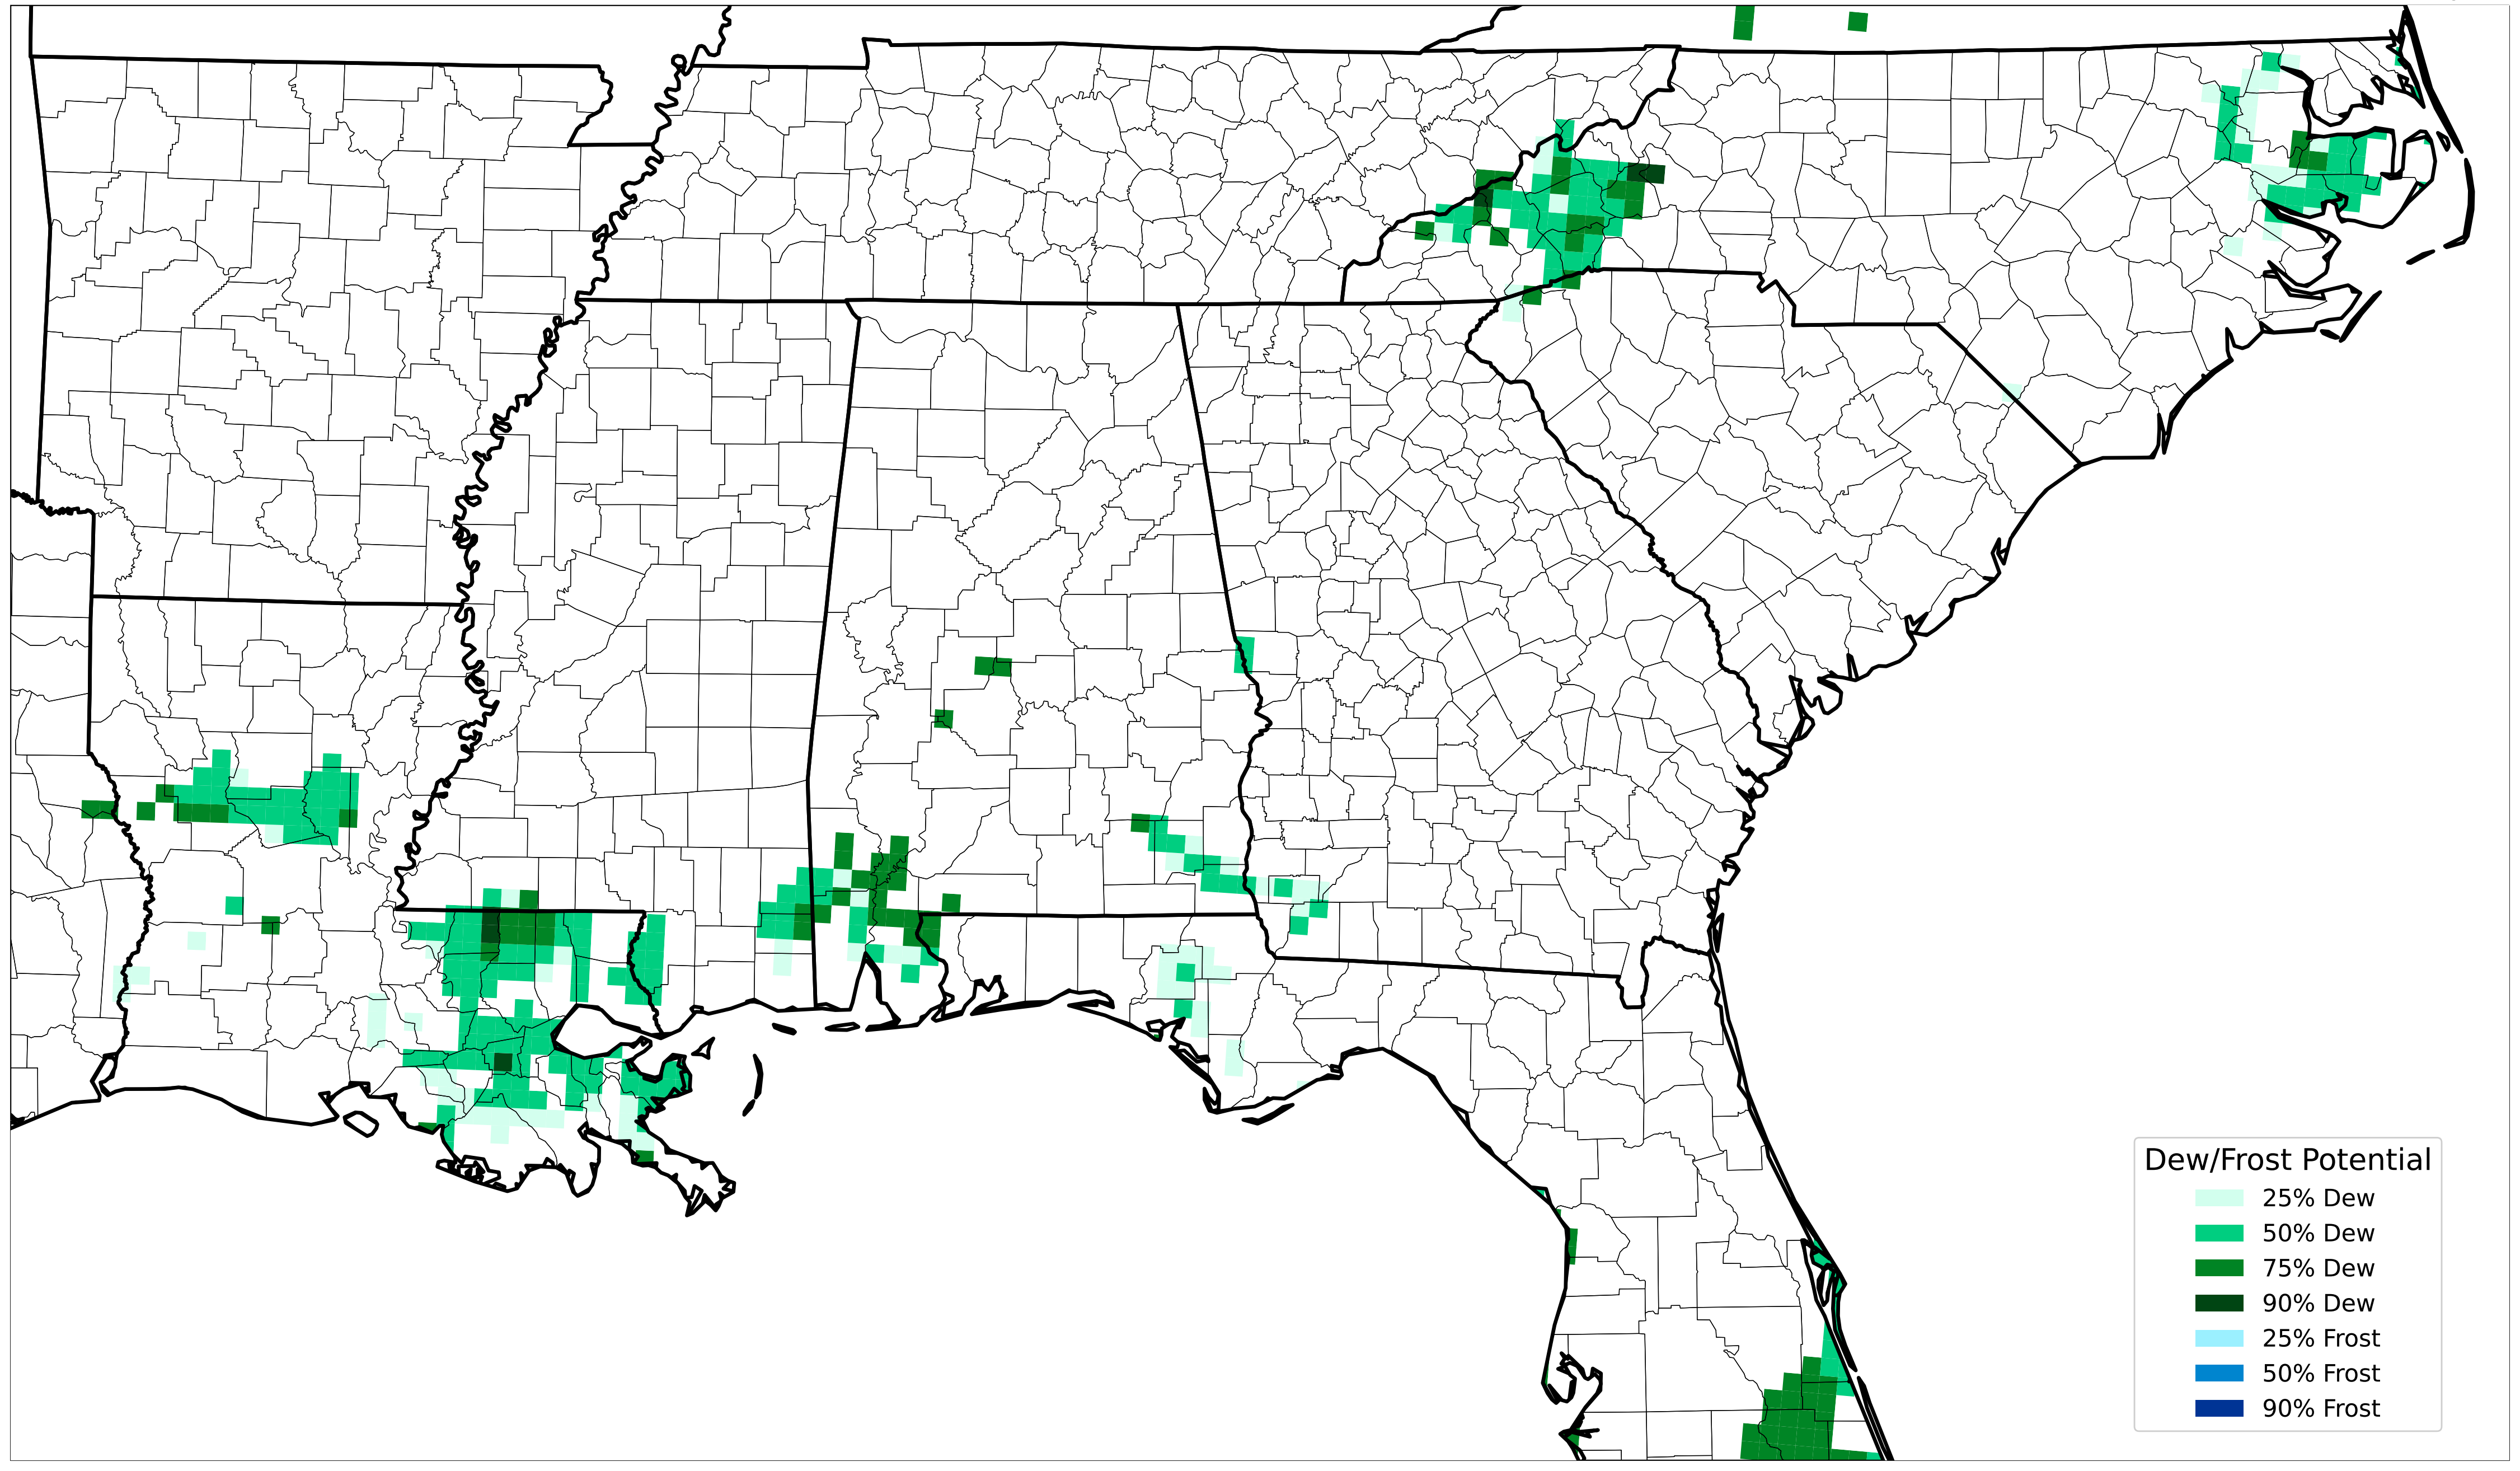 Dew/Frost Potential
25% Dew
50% Dew
75% Dew
90% Dew
25% Frost
50% Frost
90% Frost